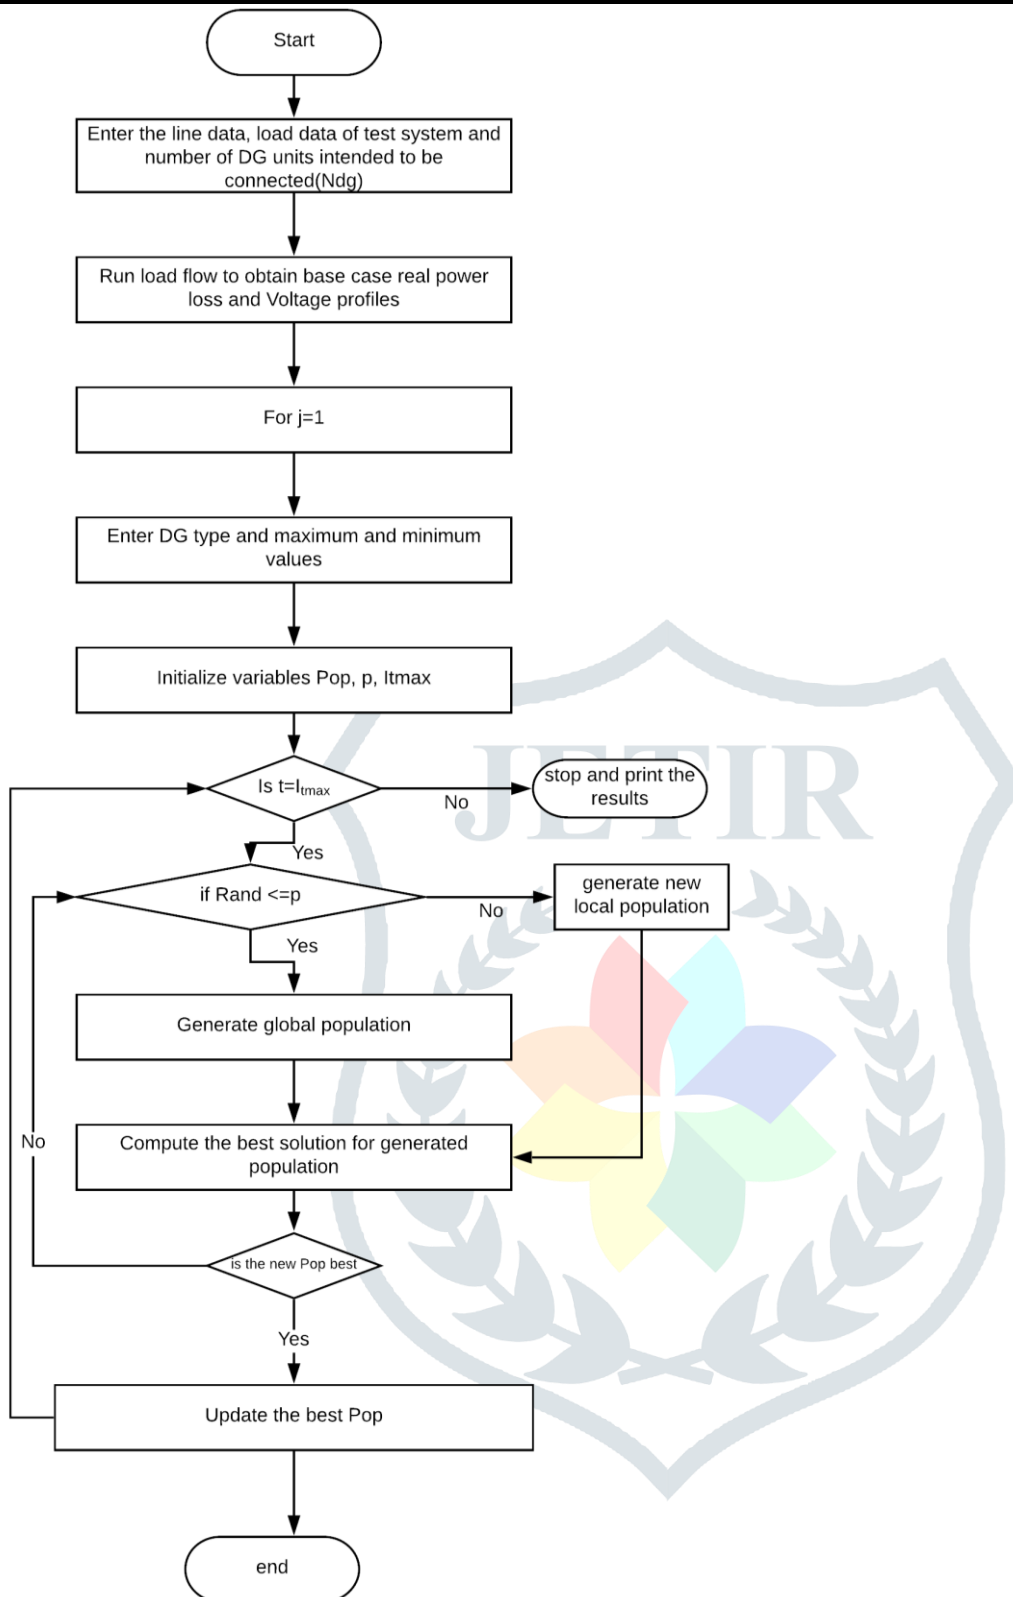 Start
Enter the line data, load data of test system and
number of DG units intended to be
connected(Ndg)
Run load flow to obtain base case real power
loss and Voltage profiles
For j=1
Enter DG type and maximum and minimum
values
Initialize variables Pop, p, Itmax
Is t=Itmax
No
stop and print the
results
JETIR
Yes
if Rand <=p
No
generate new
local population
Yes
Generate global population
No
Compute the best solution for generated
population
is the new Pop best
Yes
Update the best Pop
end